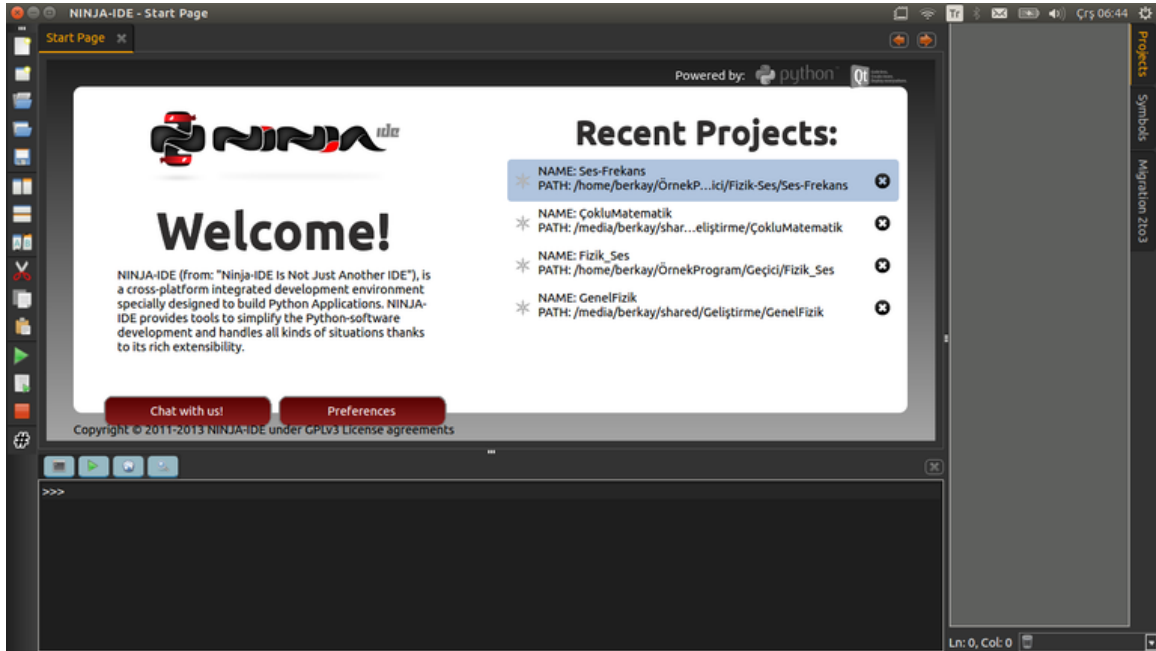 NINJA-IDE - Start Page
Tr
Çrş 06:44
Start Page
Powered by: python Qt
NINJA ide
Welcome!
NINJA-IDE (from: "Ninja-IDE Is Not Just Another IDE"), is
a cross-platform integrated development environment
specially designed to build Python Applications. NINJA-
IDE provides tools to simplify the Python-software
development and handles all kinds of situations thanks
to its rich extensibility.
Chat with us!
Preferences
Copyright © 2011-2013 NINJA-IDE under GPLv3 License agreements
Recent Projects:
NAME: Ses-Frekans
PATH: /home/berkay/ÖrnekP...ici/Fizik-Ses/Ses-Frekans
NAME: ÇokluMatematik
PATH: /media/berkay/shar...eliştirme/ÇokluMatematik
NAME: Fizik_Ses
PATH: /home/berkay/ÖrnekProgram/Geçici/Fizik_Ses
NAME: GenelFizik
PATH: /media/berkay/shared/Geliştirme/GenelFizik
>>>
Projects
Symbols
Migration 2to3
Ln: 0, Col: 0